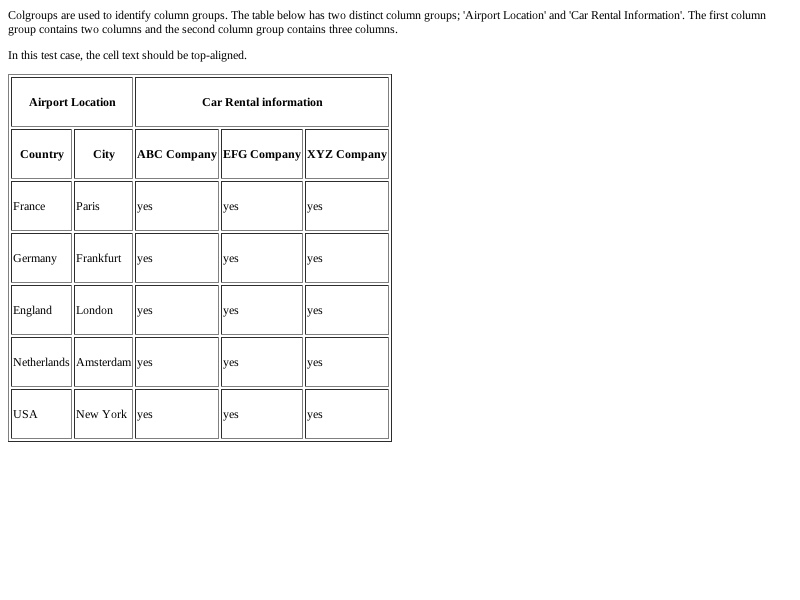 Colgroups are used to identify column groups. The table below has two distinct column groups; 'Airport Location' and 'Car Rental Information'. The first column
group contains two columns and the second column group contains three columns.
In this test case, the cell text should be top-aligned.
Airport Location Car Rental information
Country City ABC Company EFG Company XYZ Company
France Paris yes yes yes
Germany Frankfurt yes yes yes
England London yes yes yes
Netherlands Amsterdam yes yes yes
USA New York yes yes yes